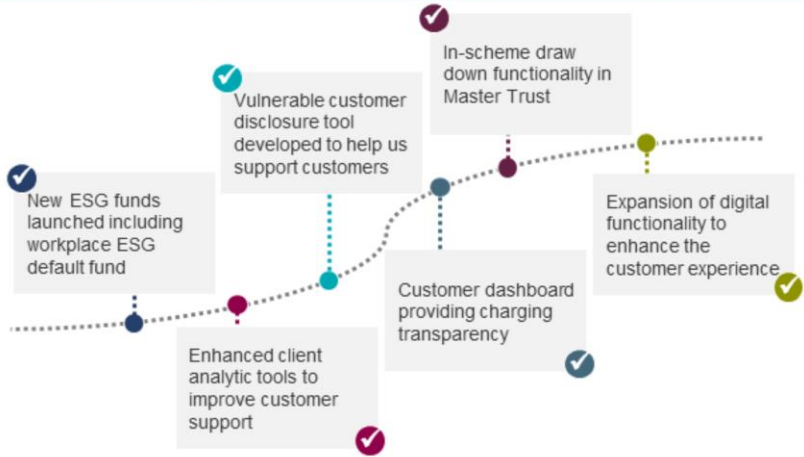 New ESG funds
launched including
workplace ESG
default fund
Enhanced client
analytic tools to
improve customer
support
Vulnerable customer
disclosure tool
developed to help us
support customers
Customer dashboard
providing charging
transparency
In-scheme draw
down functionality in
Master Trust
Expansion of digital
functionality to
enhance the
customer experience